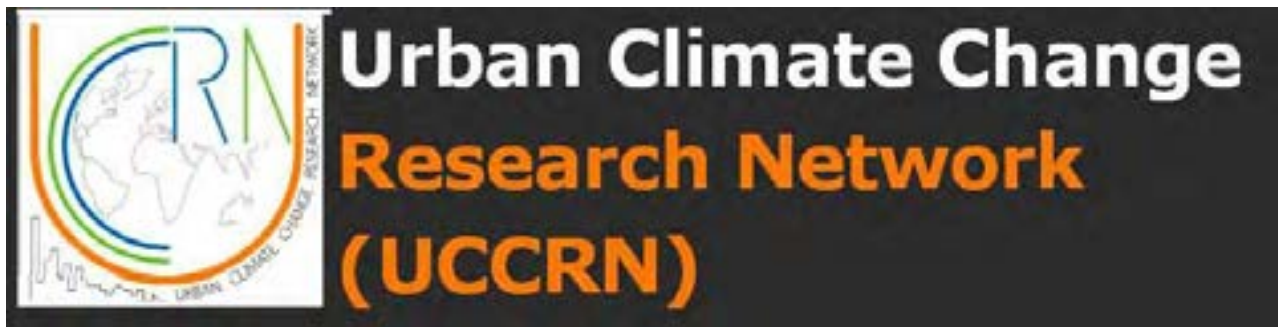 UCCRN
URBAN CLIMATE CHANGE RESEARCH NETWORK
Urban Climate Change
Research Network
(UCCRN)